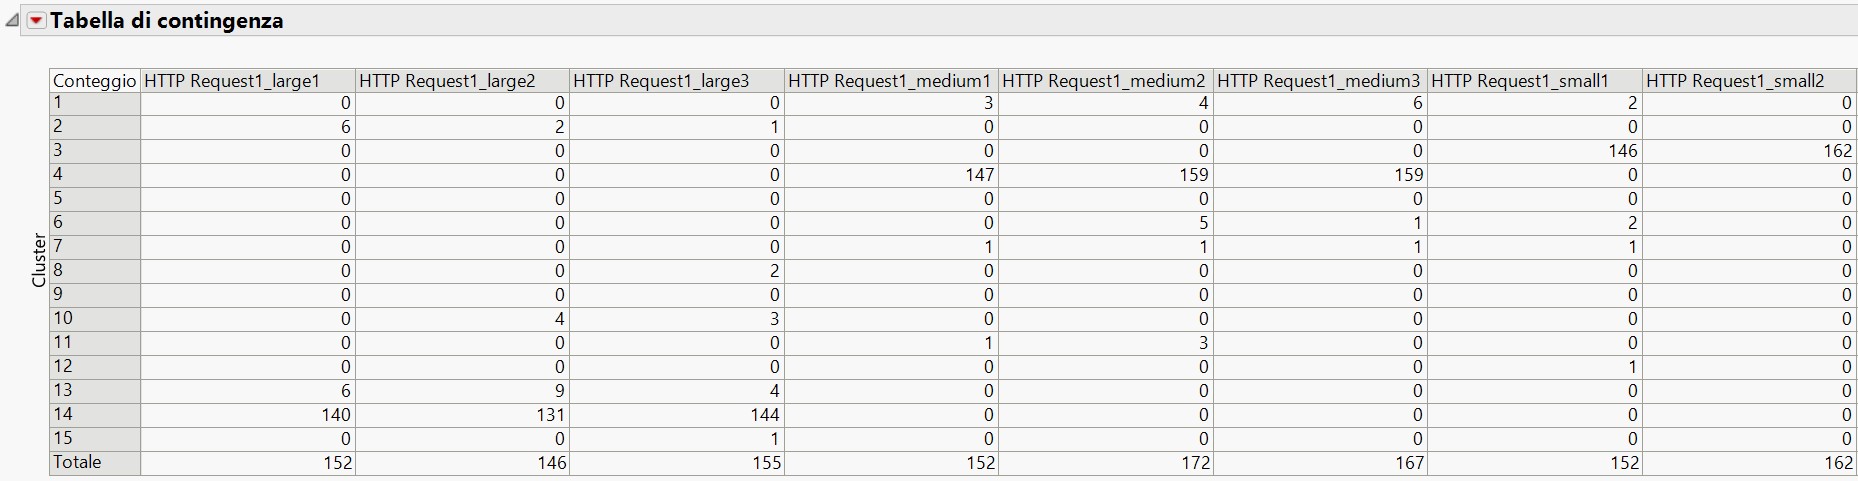 Tabella di contingenza
Conteggio HTTP Request1_large1 HTTP Request1_large2 HTTP Request1_large3 HTTP Request1_medium1 HTTP Request1_medium2 HTTP Request1_medium3 HTTP Request1_small1 HTTP Request1_small2
1 0 0 0 3 4 6 2 0
2 6 2 1 0 0 0 0 0
3 0 0 0 0 0 0 146 162
4 0 0 0 147 159 159 0 0
5 0 0 0 0 0 0 0 0
6 0 0 0 0 5 1 2 0
7 0 0 0 1 1 1 1 0
8 0 0 2 0 0 0 0 0
9 0 0 0 0 0 0 0 0
10 0 4 3 0 0 0 0 0
11 0 0 0 1 3 0 0 0
12 0 0 0 0 0 0 1 0
13 6 9 4 0 0 0 0 0
14 140 131 144 0 0 0 0 0
15 0 0 1 0 0 0 0 0
Totale 152 146 155 152 172 167 152 162
Cluster